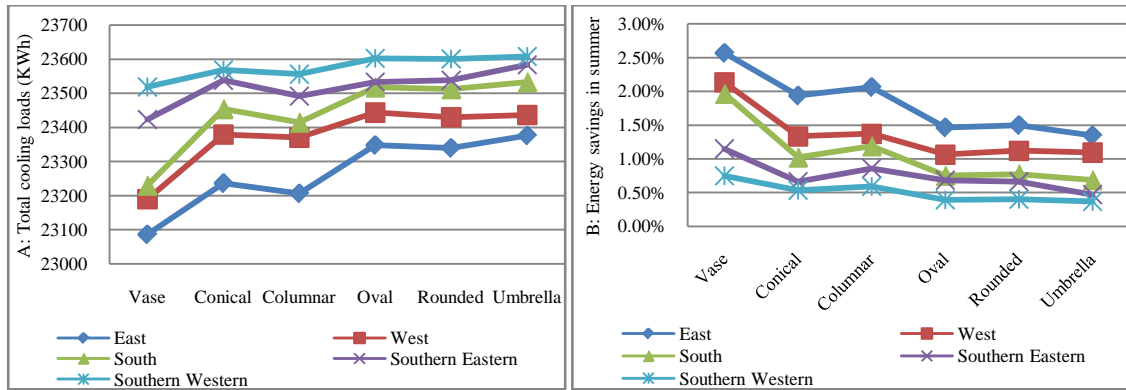 A: Total cooling loads (KWh)
23700
23600
23500
23400
23300
23200
23100
23000
Vase Conical Columnar Oval Rounded Umbrella
East West
South Southern Eastern
Southern Western
B: Energy savings in summer
3.00%
2.50%
2.00%
1.50%
1.00%
0.50%
0.00%
Vase Conical Columnar Oval Rounded Umbrella
East West
South Southern Eastern
Southern Western